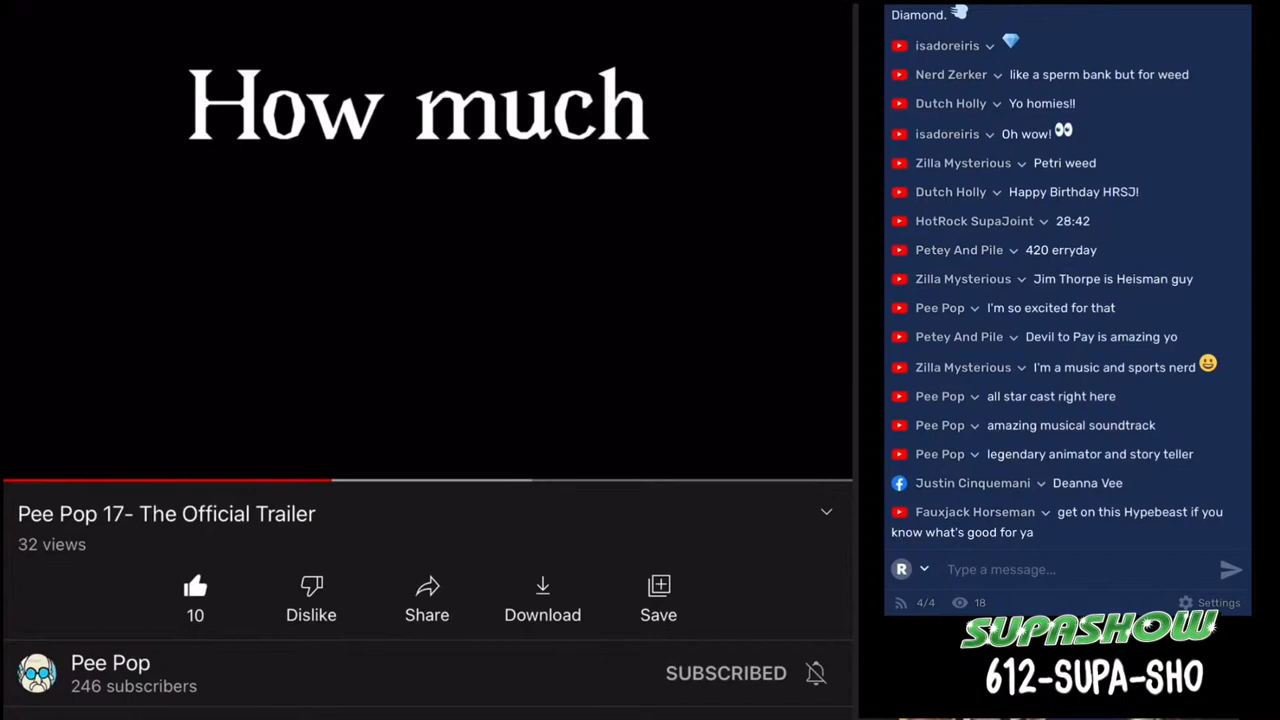 How much
Pee Pop 17- The Official Trailer
32 views
10
Dislike
Share
Download
Save
Pee Pop
246 subscribers
SUBSCRIBED
Diamond.
isadoreiris
Nerd Zerker like a sperm bank but for weed
Dutch Holly Yo homies!!
isadoreiris Oh wow!
Zilla Mysterious Petri weed
Dutch Holly Happy Birthday HRSJ!
HotRock SupaJoint 28:42
Petey And Pile 420 erryday
Zilla Mysterious Jim Thorpe is Heisman guy
Pee Pop I'm so excited for that
Petey And Pile Devil to Pay is amazing yo
Zilla Mysterious I'm a music and sports nerd
Pee Pop all star cast right here
Pee Pop amazing musical soundtrack
Pee Pop legendary animator and story teller
Justin Cinquemani Deanna Vee
Fauxjack Horseman get on this Hypebeast if you
know what's good for ya
R Type a message...
4/4 18 Settings
SUPASHOW
612-SUPA-SHO